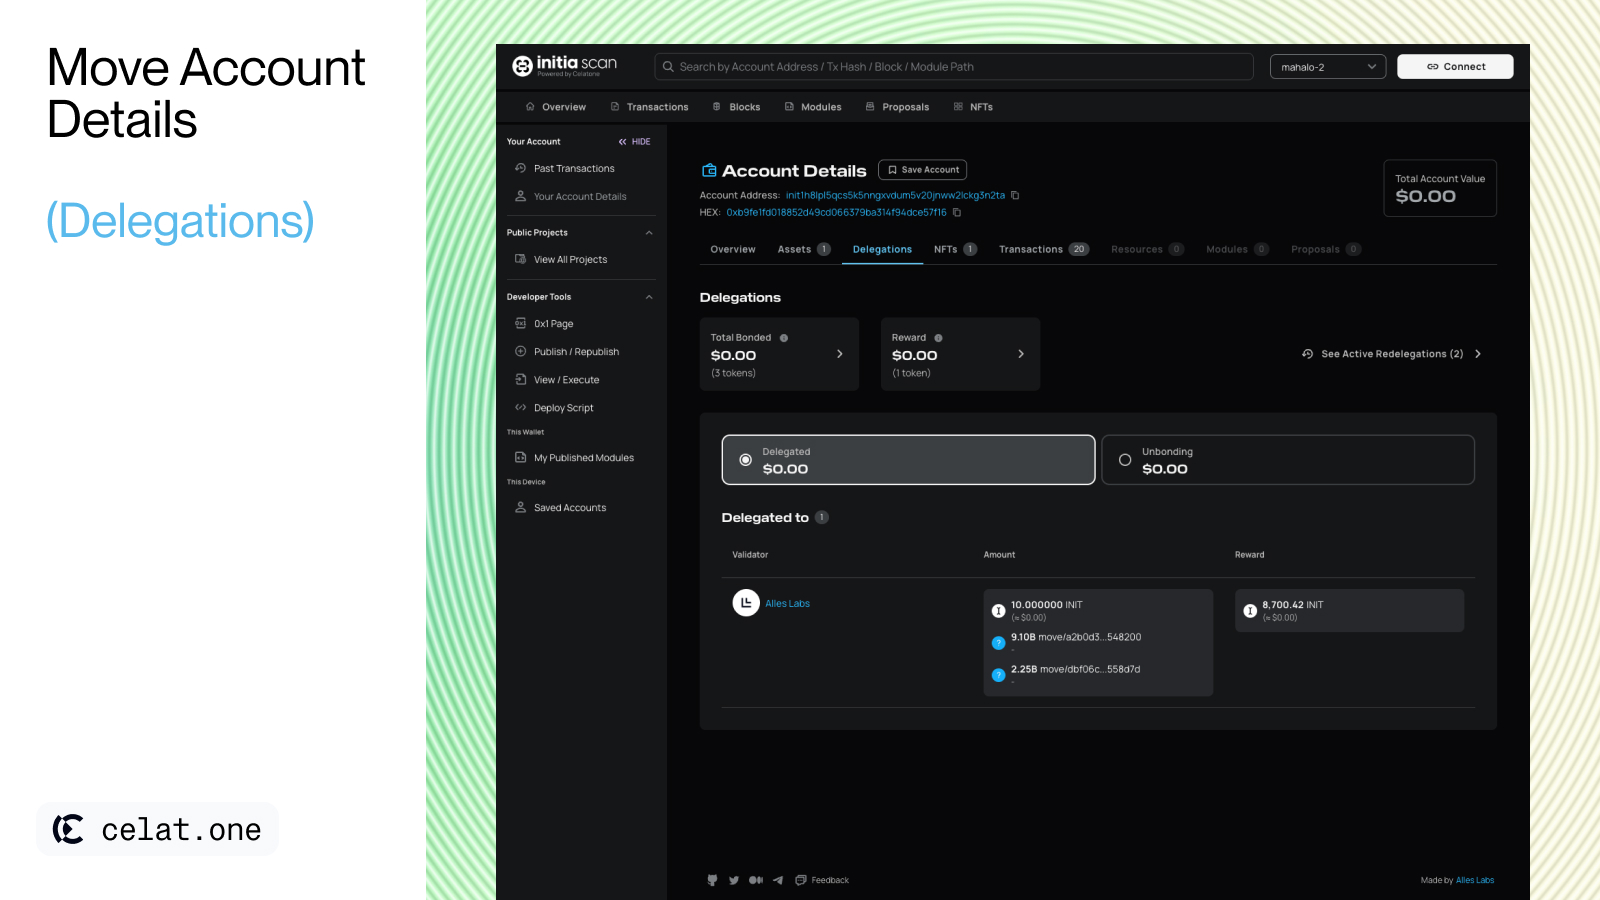 Move Account
Details
(Delegations)
celat.one
initia scan
Powered by Celatone
Search by Account Address / Tx Hash / Block / Module Path
mahalo-2
Connect
Overview
Transactions
Blocks
Modules
Proposals
NFTs
Your Account
HIDE
Past Transactions
Your Account Details
Public Projects
View All Projects
Developer Tools
0x1 Page
Publish / Republish
View / Execute
Deploy Script
This Wallet
My Published Modules
This Device
Saved Accounts
Account Details
Save Account
Account Address: init1h8lpl5qcs5k5nngxvdum5v20jnww2lckg3n2ta
HEX: 0xb9fe1fd018852d49cd066379ba314f94dce57f16
Total Account Value
$0.00
Overview
Assets 1
Delegations
NFTs 1
Transactions 20
Resources 0
Modules 0
Proposals 0
Delegations
Total Bonded
$0.00
(3 tokens)
Reward
$0.00
(1 token)
See Active Redelegations (2)
Delegated
$0.00
Unbonding
$0.00
Delegated to 1
Validator
Amount
Reward
Alles Labs
10.000000 INIT
(≈ $0.00)
9.10B move/a2b0d3...548200
-
2.25B move/dbf06c...558d7d
-
8,700.42 INIT
(≈ $0.00)
Feedback
Made by Alles Labs